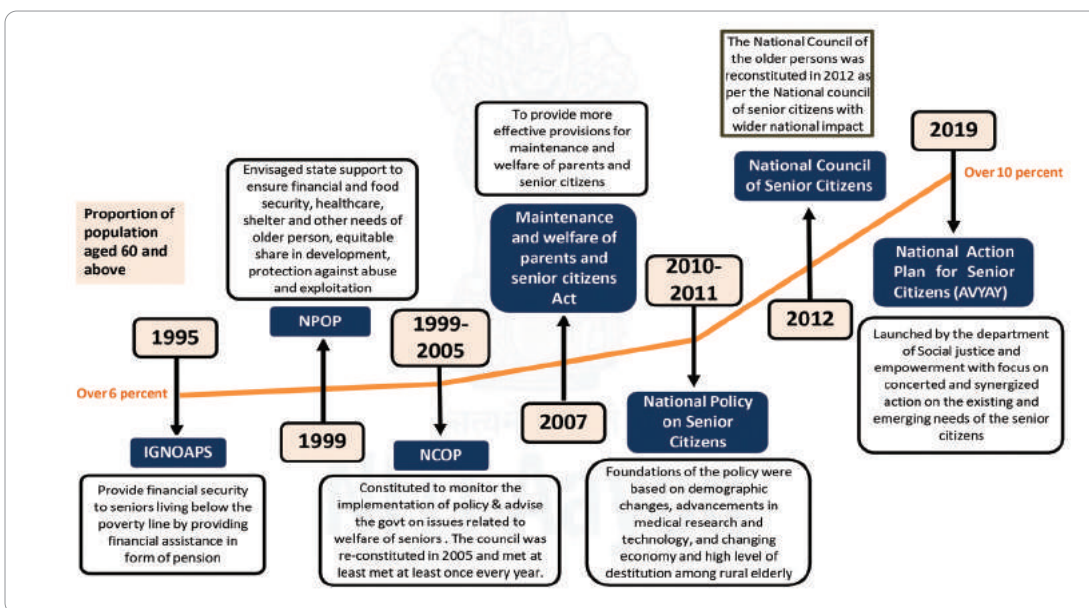 Proportion of
population
aged 60 and
above
Over 6 percent
1995
IGNOAPS
Provide financial security
to seniors living below the
poverty line by providing
financial assistance in
form of pension
Envisaged state support to
ensure financial and food
security, healthcare,
shelter and other needs of
older person, equitable
share in development,
protection against abuse
and exploitation
NPOP
1999
1999-
2005
NCOP
Constituted to monitor the
implementation of policy & advise
the govt on issues related to
welfare of seniors . The council was
re-constituted in 2005 and met at
least met at least once every year.
To provide more
effective provisions for
maintenance and
welfare of parents and
senior citizens
Maintenance
and welfare of
parents and
senior citizens
Act
2007
2010-
2011
National Policy
on Senior
Citizens
Foundations of the policy were
based on demographic
changes, advancements in
medical research and
technology, and changing
economy and high level of
destitution among rural elderly
The National Council of
the older persons was
reconstituted in 2012 as
per the National council
of senior citizens with
wider national impact
National Council
of Senior Citizens
2012
2019
Over 10 percent
National Action
Plan for Senior
Citizens (AVYAY)
Launched by the department
of Social justice and
empowerment with focus on
concerted and synergized
action on the existing and
emerging needs of the senior
citizens